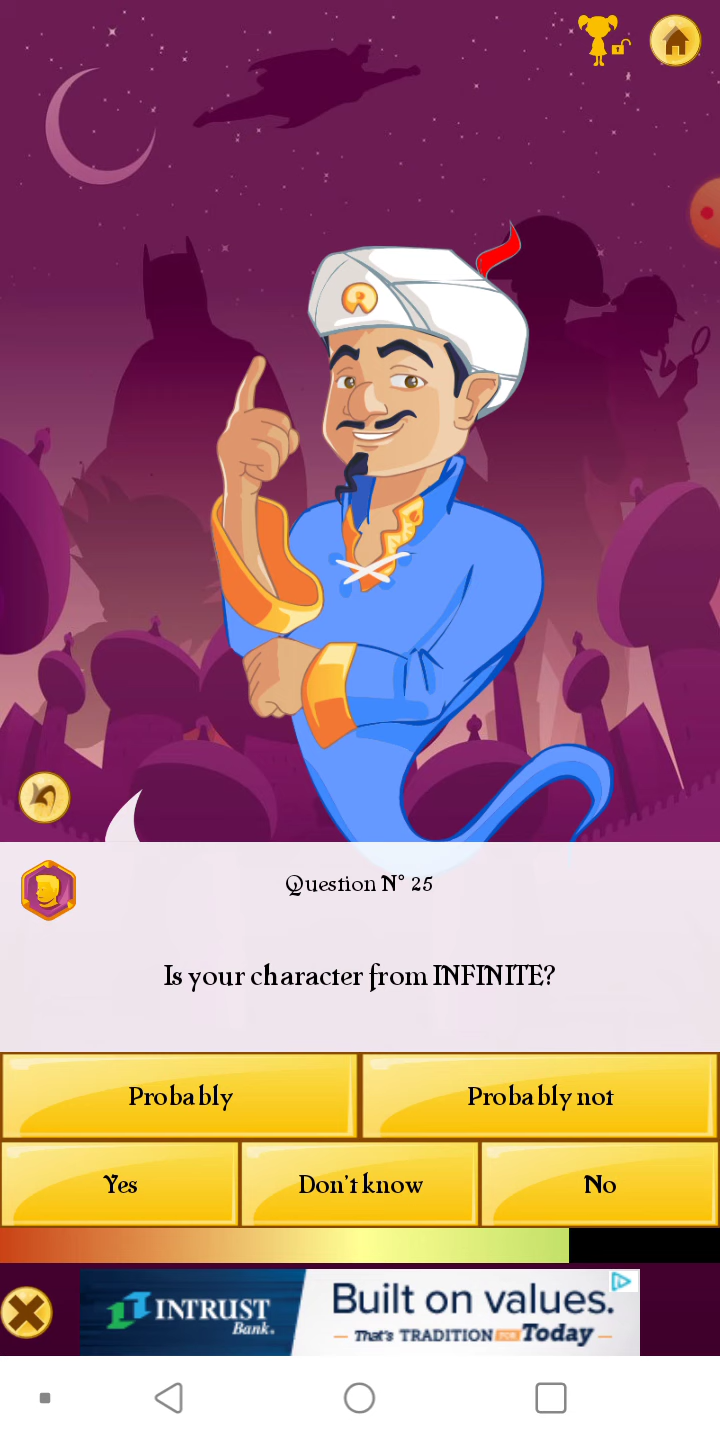 Question N° 25
Is your character from INFINITE?
Probably
Probably not
Yes
Don't know
No
INTRUST
Bank.
Built on values.
That's TRADITION FOR Today